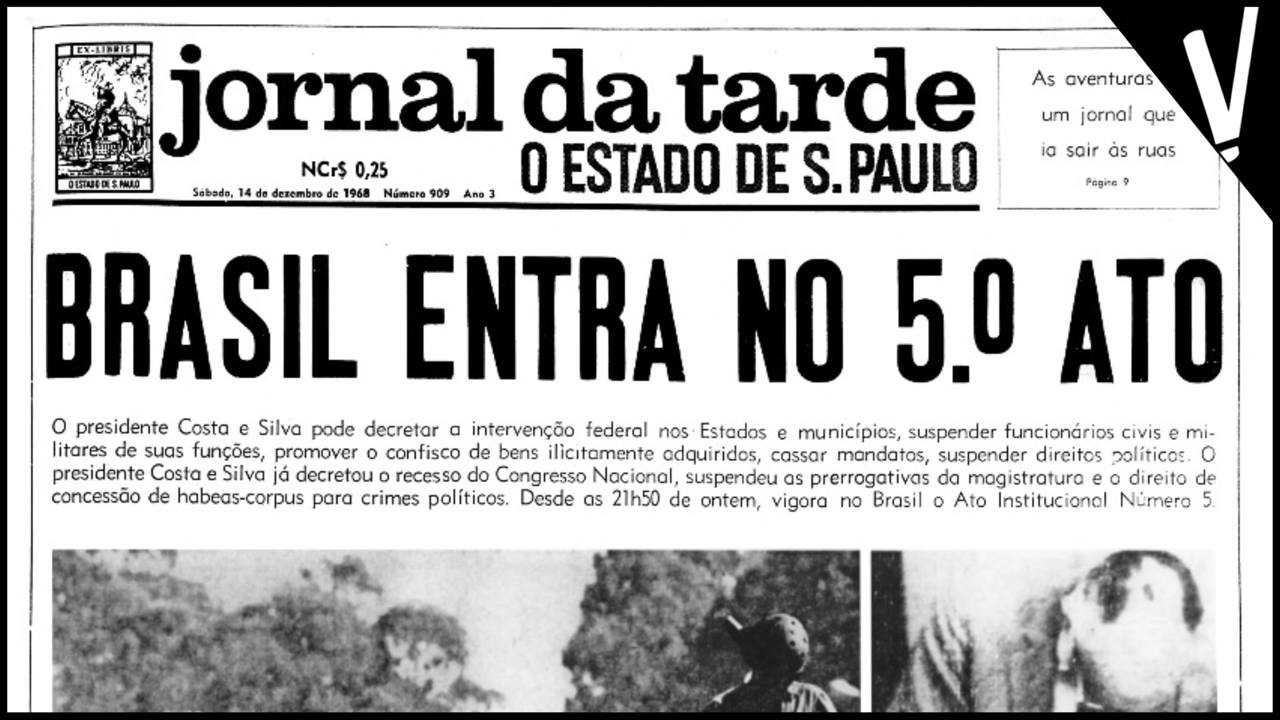 EX-LIBRIS
O ESTADO DE S. PAULO
jornal da tarde
O ESTADO DE S. PAULO
NCr$ 0,25
Sábado, 14 de dezembro de 1968 Número 909 Ano 3
As aventuras
um jornal que
ia sair às ruas
Página 9
V!
BRASIL ENTRA NO 5.º ATO
O presidente Costa e Silva pode decretar a intervenção federal nos Estados e municípios, suspender funcionários civis e mi-
litares de suas funções, promover o confisco de bens ilicitamente adquiridos, cassar mandatos, suspender direitos políticos. O
presidente Costa e Silva já decretou o recesso do Congresso Nacional, suspendeu as prerrogativas da magistratura e o direito de
concessão de habeas-corpus para crimes políticos. Desde as 21h50 de ontem, vigora no Brasil o Ato Institucional Número 5.